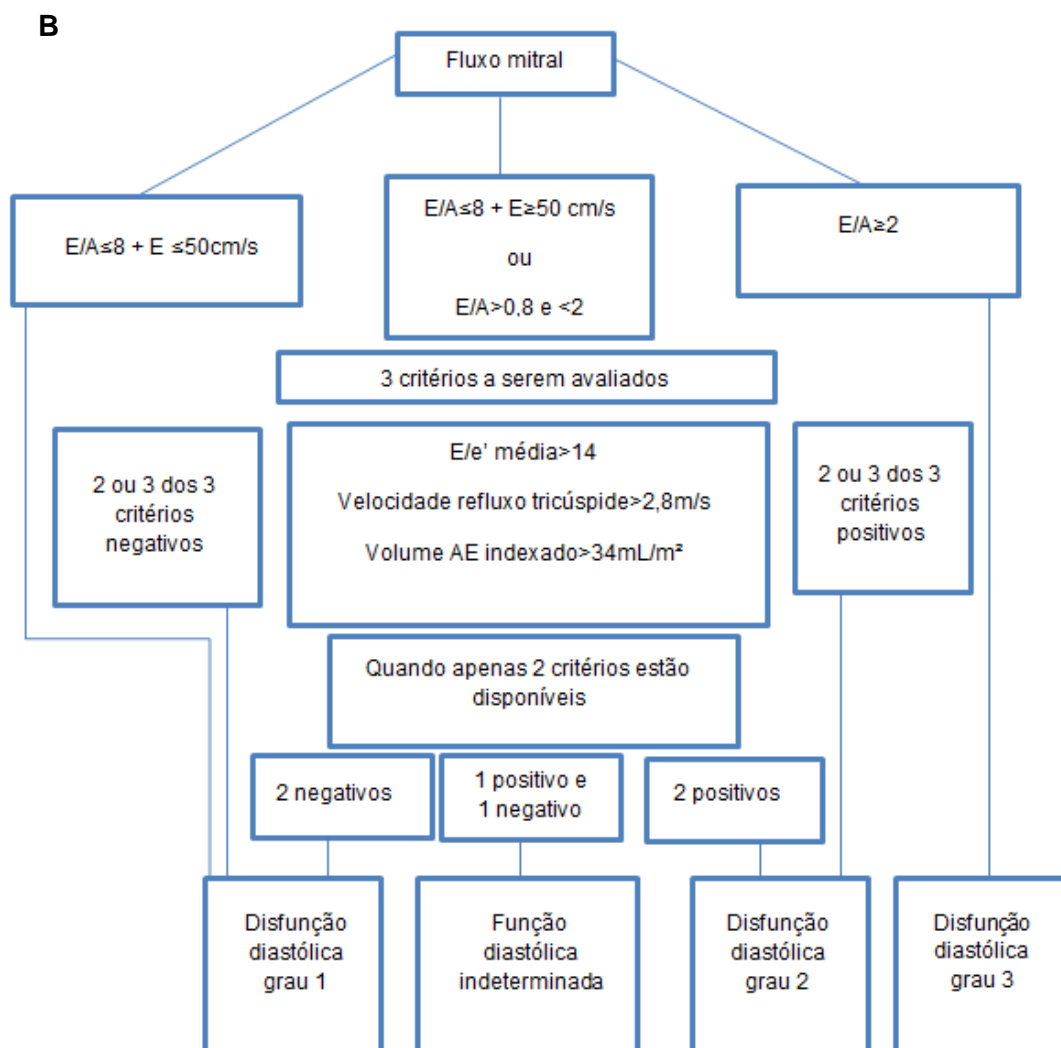 B
Fluxo mitral
E/A≤8 + E ≤50cm/s
E/A≤8 + E≥50 cm/s
ou
E/A>0,8 e <2
E/A≥2
3 critérios a serem avaliados
2 ou 3 dos 3
critérios
negativos
E/e' média>14
Velocidade refluxo tricúspide>2,8m/s
Volume AE indexado>34mL/m²
2 ou 3 dos 3
critérios
positivos
Quando apenas 2 critérios estão
disponíveis
2 negativos
1 positivo e
1 negativo
2 positivos
Disfunção
diastólica
grau 1
Função
diastólica
indeterminada
Disfunção
diastólica
grau 2
Disfunção
diastólica
grau 3